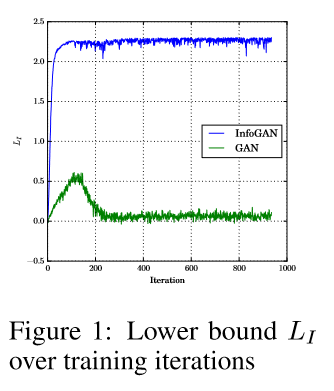 2.5
2.0
1.5
1.0
0.5
0.0
−0.5
L_I
InfoGAN
GAN
0
200
400
600
800
1000
Iteration
Figure 1: Lower bound L_I
over training iterations